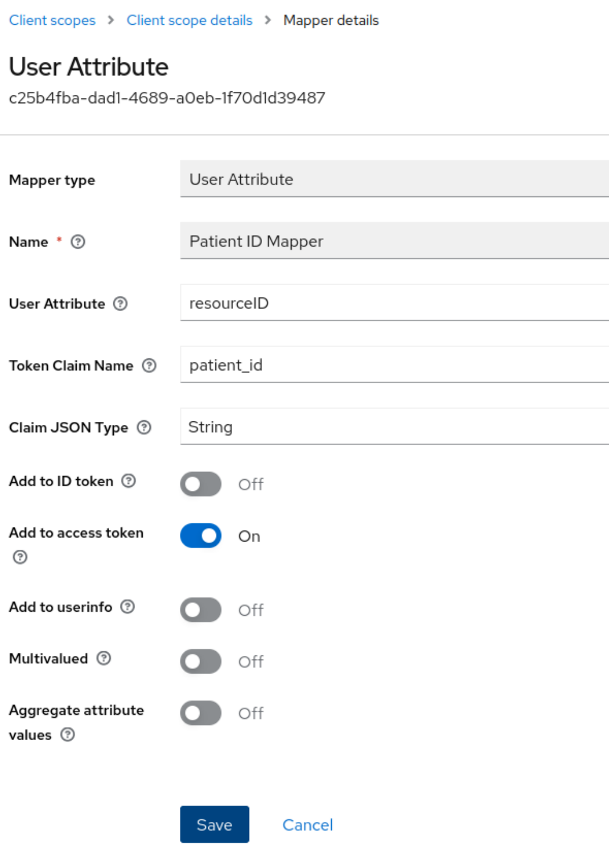 Client scopes > Client scope details > Mapper details
User Attribute
c25b4fba-dad1-4689-a0eb-1f70d1d39487
Mapper type User Attribute
Name * Patient ID Mapper
User Attribute resourceID
Token Claim Name patient_id
Claim JSON Type String
Add to ID token Off
Add to access token On
Add to userinfo Off
Multivalued Off
Aggregate attribute Off
values
Save Cancel